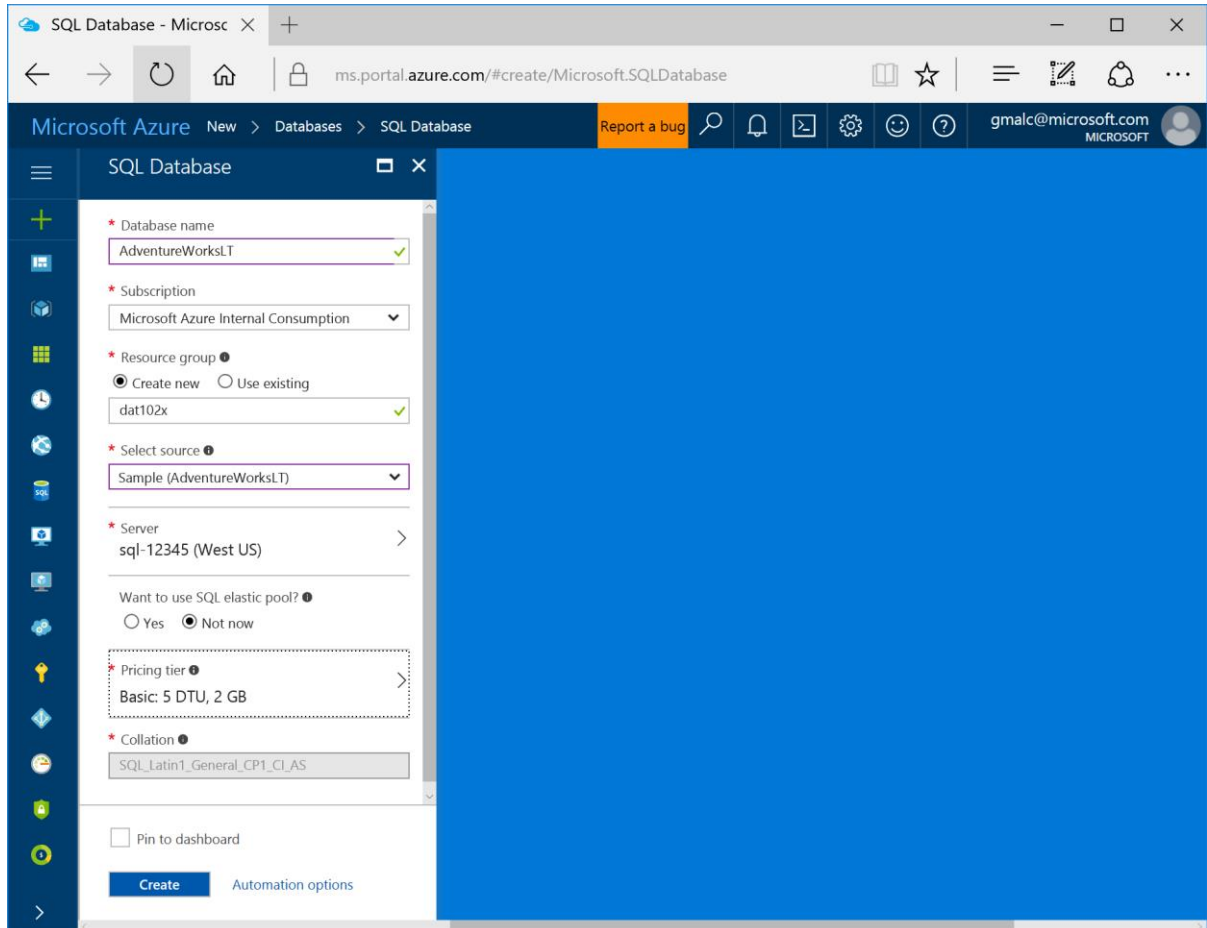 SQL Database - Microsc
ms.portal.azure.com/#create/Microsoft.SQLDatabase
Microsoft Azure New > Databases > SQL Database
Report a bug
gmalc@microsoft.com
MICROSOFT
SQL Database
* Database name
AdventureWorksLT
* Subscription
Microsoft Azure Internal Consumption
* Resource group
Create new Use existing
dat102x
* Select source
Sample (AdventureWorksLT)
* Server
sql-12345 (West US)
Want to use SQL elastic pool?
Yes Not now
* Pricing tier
Basic: 5 DTU, 2 GB
* Collation
SQL_Latin1_General_CP1_CI_AS
Pin to dashboard
Create Automation options
SQL